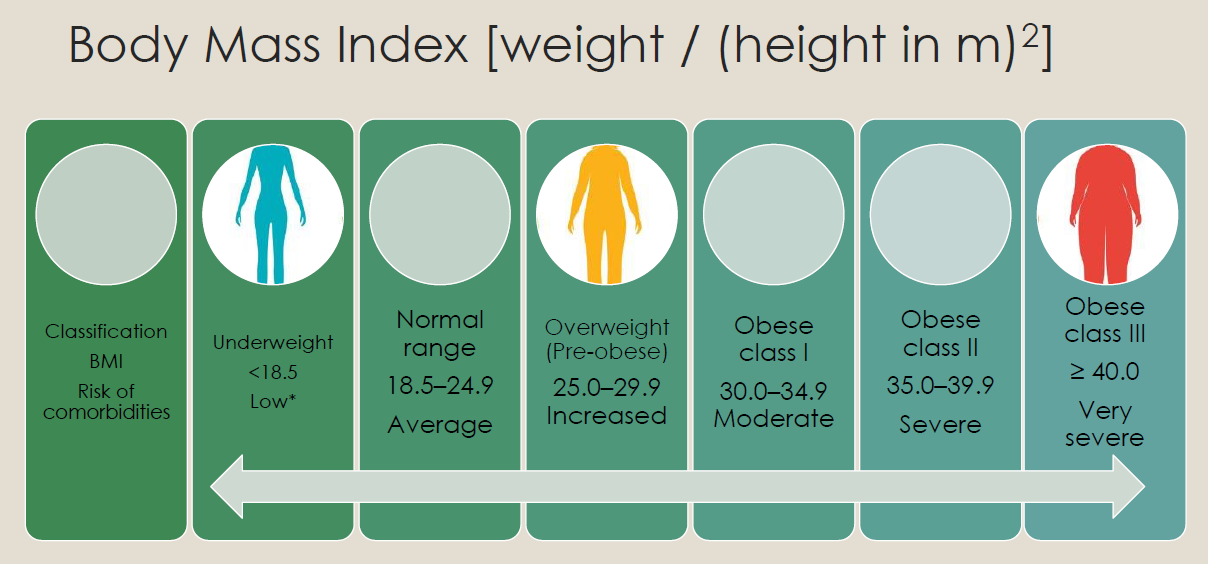 Body Mass Index [weight / (height in m)²]
Classification
BMI
Risk of
comorbidities
Underweight
<18.5
Low*
Normal
range
18.5–24.9
Average
Overweight
(Pre-obese)
25.0–29.9
Increased
Obese
class I
30.0–34.9
Moderate
Obese
class II
35.0–39.9
Severe
Obese
class III
≥ 40.0
Very
severe